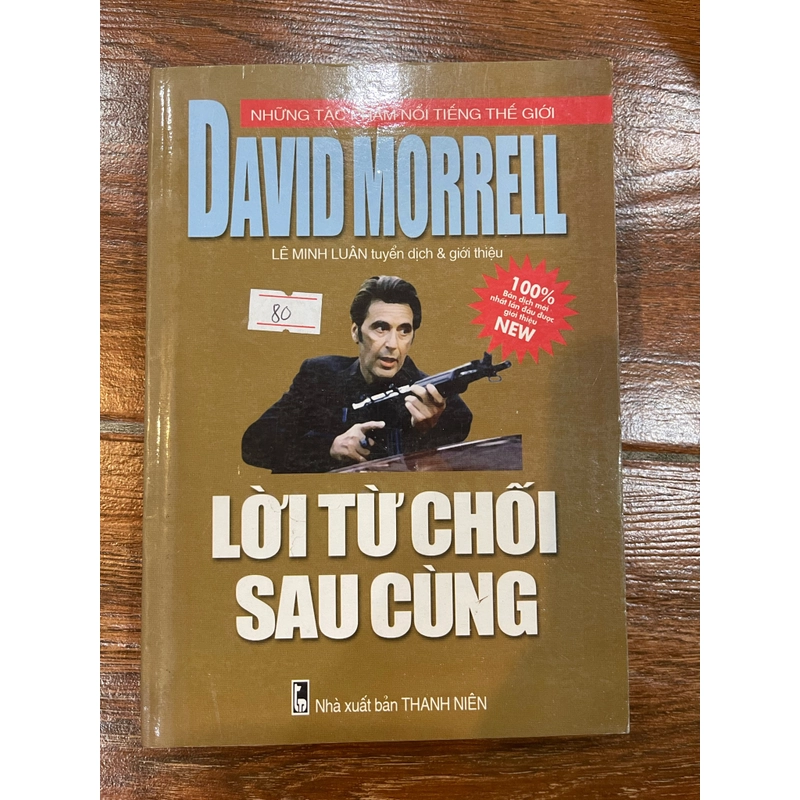 NHỮNG TÁC PHẨM NỔI TIẾNG THẾ GIỚI
DAVID MORRELL
LÊ MINH LUÂN tuyển dịch & giới thiệu
80
100%
Bản dịch mới
nhất lần đầu được
giới thiệu
NEW
LỜI TỪ CHỐI
SAU CÙNG
Nhà xuất bản THANH NIÊN